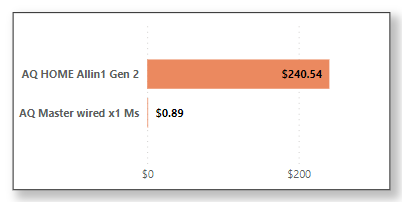 AQ HOME Allin1 Gen 2 $240.54
AQ Master wired x1 Ms $0.89
$0 $200